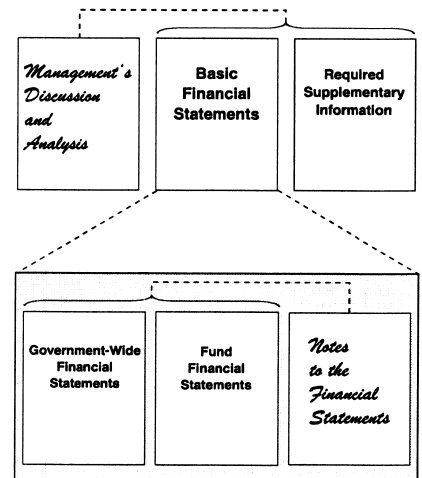 Management's
Discussion
and
Analysis
Basic
Financial
Statements
Required
Supplementary
Information
Government-Wide
Financial
Statements
Fund
Financial
Statements
Notes
to the
Financial
Statements